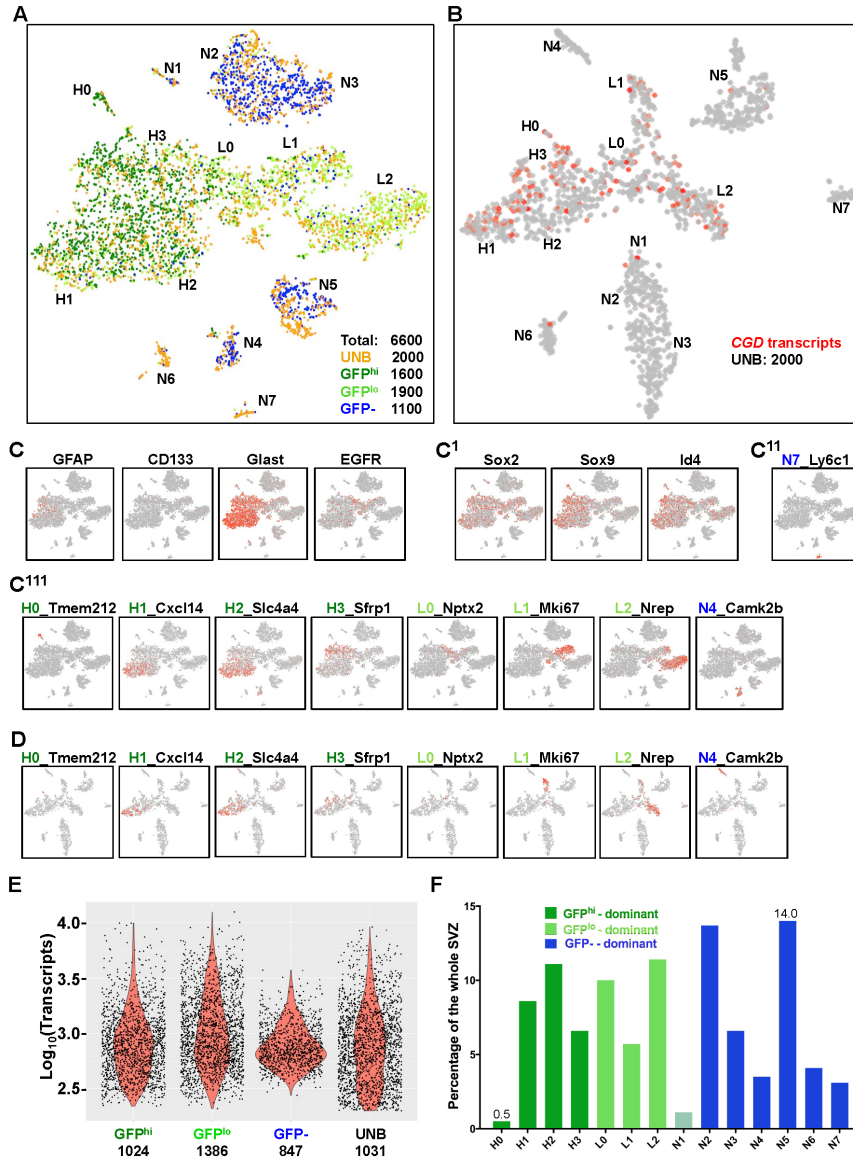 A
N1
N2
N3
H0
H3
L0
L1
L2
H1
H2
N5
N4
N6
N7
Total: 6600
UNB 2000
GFPhi 1600
GFPlo 1900
GFP- 1100
B
N4
L1
N5
H0
L0
H3
L2
N7
H1
H2
N1
N2
N6
N3
CGD transcripts
UNB: 2000
C
GFAP CD133 Glast EGFR
C1
Sox2 Sox9 Id4
C11
N7_Ly6c1
C111
H0_Tmem212 H1_Cxcl14 H2_Slc4a4 H3_Sfrp1 L0_Nptx2 L1_Mki67 L2_Nrep N4_Camk2b
D
H0_Tmem212 H1_Cxcl14 H2_Slc4a4 H3_Sfrp1 L0_Nptx2 L1_Mki67 L2_Nrep N4_Camk2b
E
Log10(Transcripts)
4.0
3.5
3.0
2.5
GFPhi GFPlo GFP- UNB
1024 1386 847 1031
F
Percentage of the whole SVZ
15
10
5
0
GFPhi - dominant
GFPlo - dominant
GFP- - dominant
14.0
0.5
H0 H1 H2 H3 L0 L1 L2 N1 N2 N3 N4 N5 N6 N7